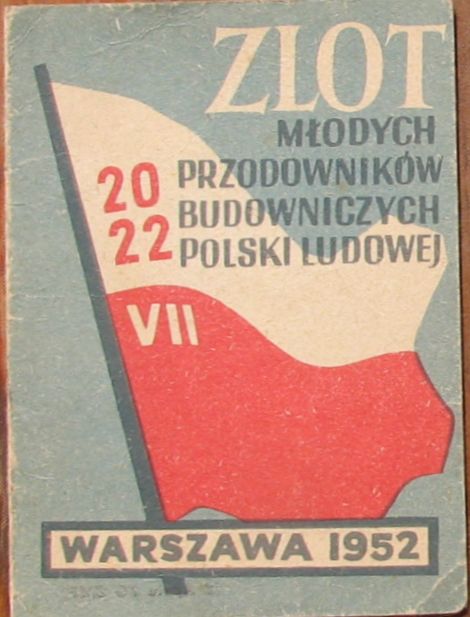 ZLOT
MŁODYCH
20 PRZODOWNIKÓW
22 BUDOWNICZYCH
POLSKI LUDOWEJ
VII
WARSZAWA 1952